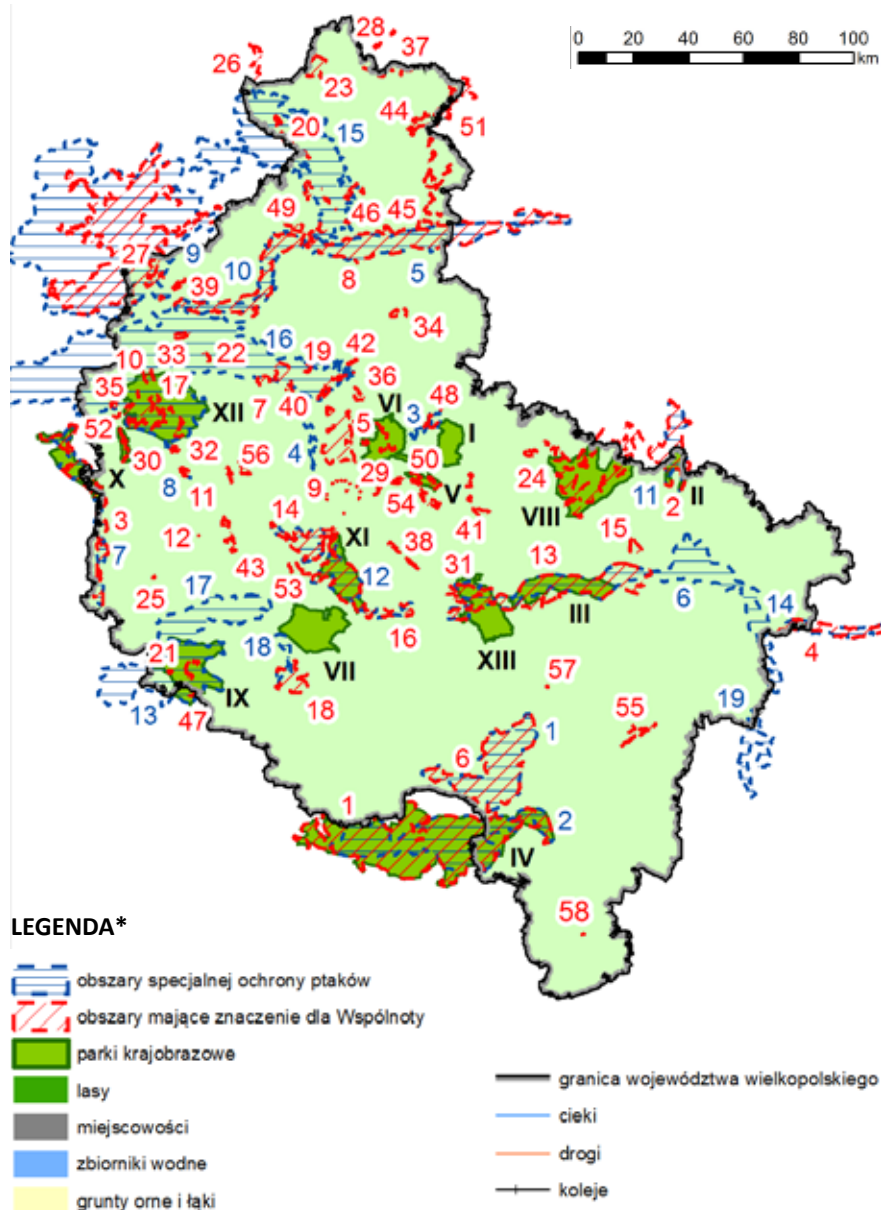 28
37
0 20 40 60 80 100
km
26
23
44
51
20
15
49
46
45
27
9
10
39
8
5
34
16
10
33
22
19
42
35
17
36
XII
7
40
VI
48
52
5
3
I
4
X
30
32
56
29
50
24
8
11
9
54
V
VIII
11
II
2
3
14
41
12
XI
38
15
7
43
31
13
53
12
25
17
III
6
14
16
4
18
VII
XIII
21
57
13
IX
18
55
19
47
1
6
1
2
IV
58
LEGENDA*
obszary specjalnej ochrony ptaków
obszary mające znaczenie dla Wspólnoty
parki krajobrazowe
lasy
miejscowości
zbiorniki wodne
grunty orne i łąki
granica województwa wielkopolskiego
cieki
drogi
koleje